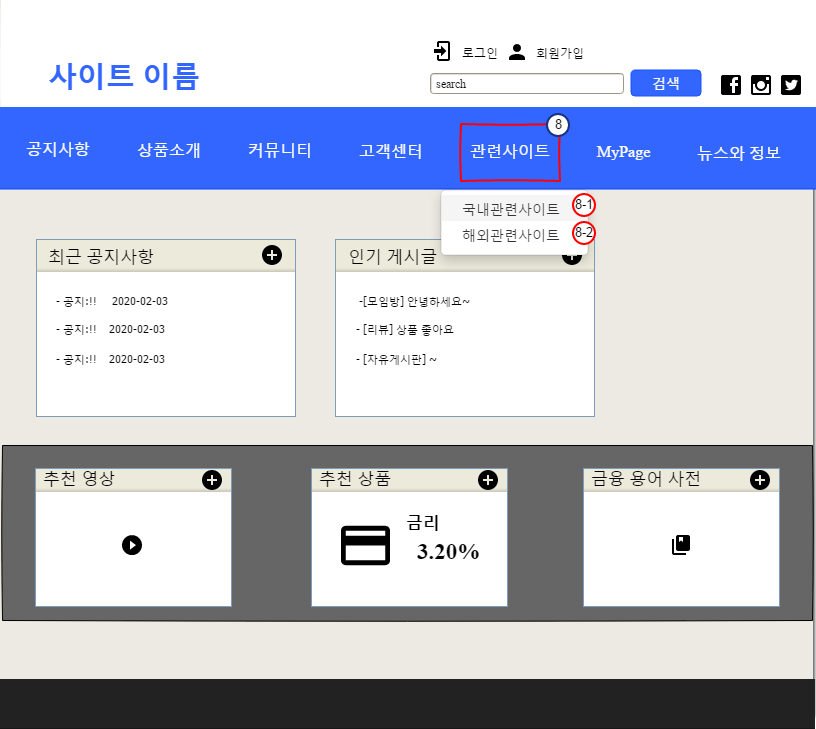 로그인 회원가입
사이트 이름
search 검색
8
공지사항 상품소개 커뮤니티 고객센터 관련사이트 MyPage 뉴스와 정보
국내관련사이트 8-1
해외관련사이트 8-2
최근 공지사항
- 공지:!! 2020-02-03
- 공지:!! 2020-02-03
- 공지:!! 2020-02-03
인기 게시글
-[모임방] 안녕하세요~
- [리뷰] 상품 좋아요
- [자유게시판] ~
추천 영상
추천 상품
금리
3.20%
금융 용어 사전